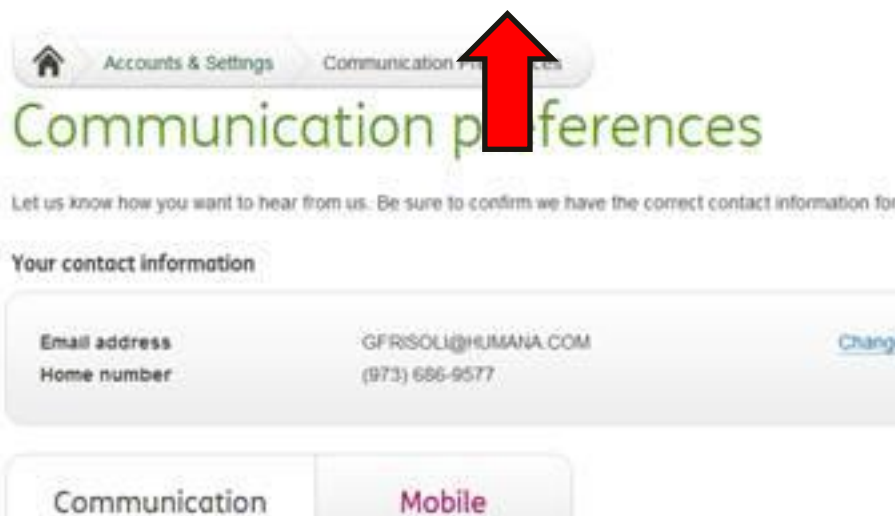 Accounts & Settings Communication
Communication
Let us know how you want to hear from us. Be sure to confirm we have the correct contact information for
Your contact information
Email address GFRISOLI@HUMANA.COM Chang
Home number (973) 686-9577
Communication Mobile